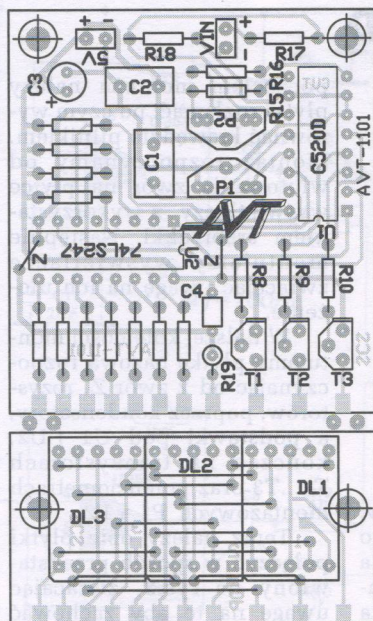 + -
5V
R18
VIN
+
-
R17
C3
+
C2
R16
R15
P2
C520D
C1
P1
AVT-1101
AVT
U1
74LS247
U2
Z
Z
R8
R9
R10
C4
R19
T1
T2
T3
DL3
DL2
DL1